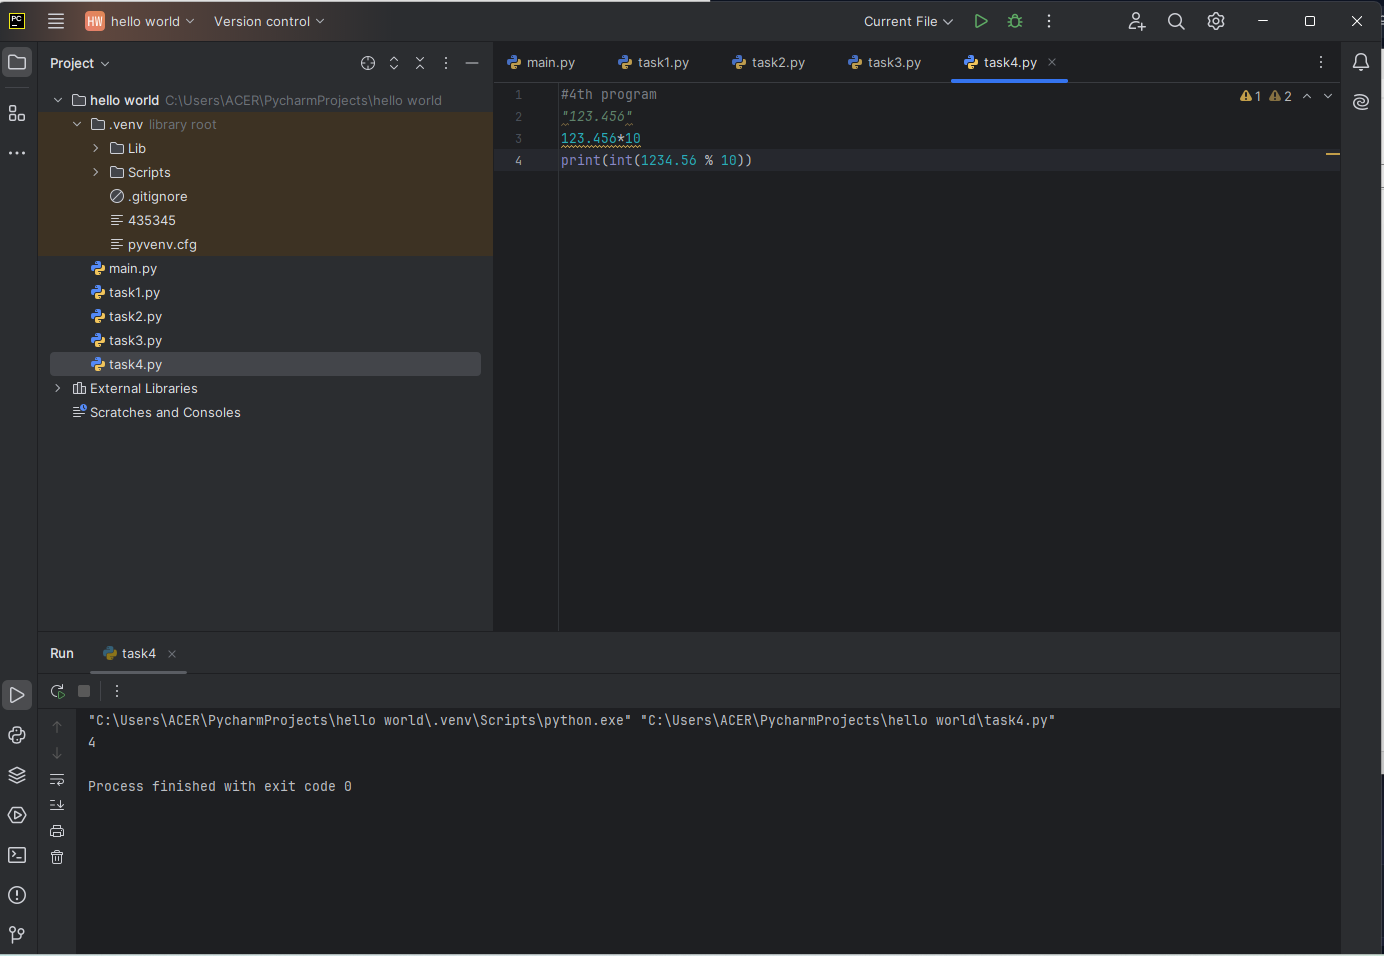 PC
HW hello world Version control Current File
Project
main.py task1.py task2.py task3.py task4.py
hello world C:\Users\ACER\PycharmProjects\hello world
.venv library root
Lib
Scripts
.gitignore
435345
pyvenv.cfg
main.py
task1.py
task2.py
task3.py
task4.py
External Libraries
Scratches and Consoles
1 #4th program
2 "123.456"
3 123.456*10
4 print(int(1234.56 % 10))
1 2
Run task4
"C:\Users\ACER\PycharmProjects\hello world\.venv\Scripts\python.exe" "C:\Users\ACER\PycharmProjects\hello world\task4.py"
4
Process finished with exit code 0